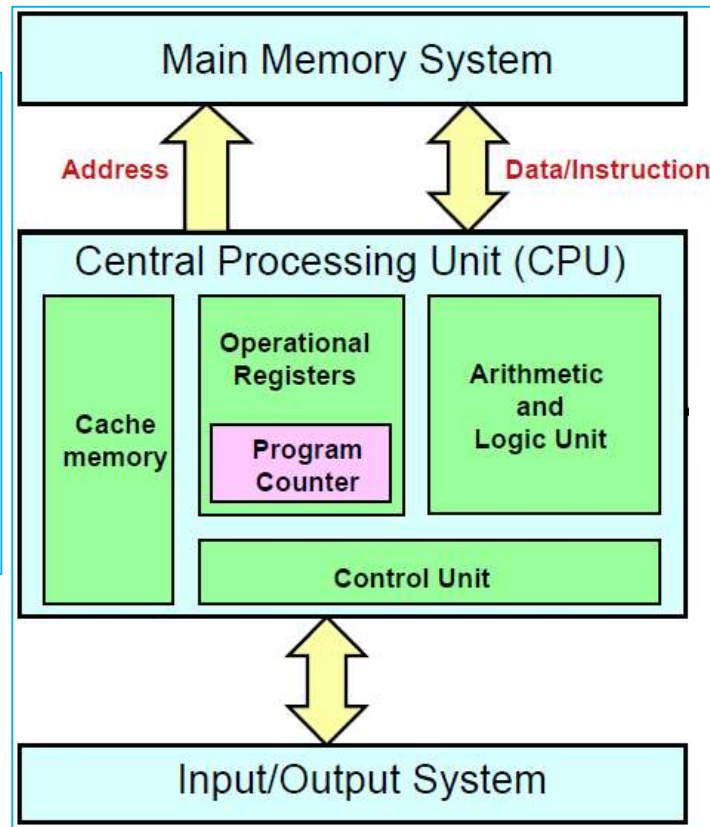 Main Memory System
Address
Data/Instruction
Central Processing Unit (CPU)
Cache
memory
Operational
Registers
Program
Counter
Arithmetic
and
Logic Unit
Control Unit
Input/Output System